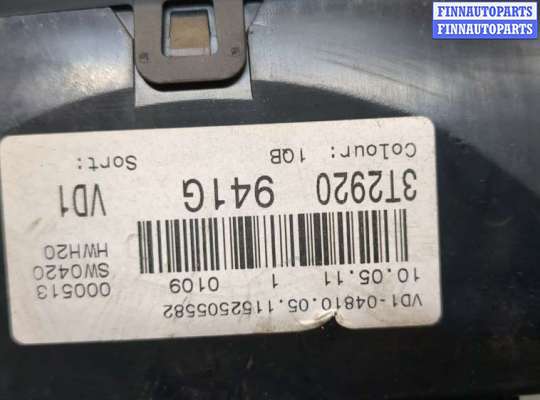 FINNAUTOPARTS
FINNAUTOPARTS
VD1-04810.05.1152505582
10.05.11 1 0109
000513
SW0420
HWH20
3T2920 941G VD1
Colour: 1QB Sort: